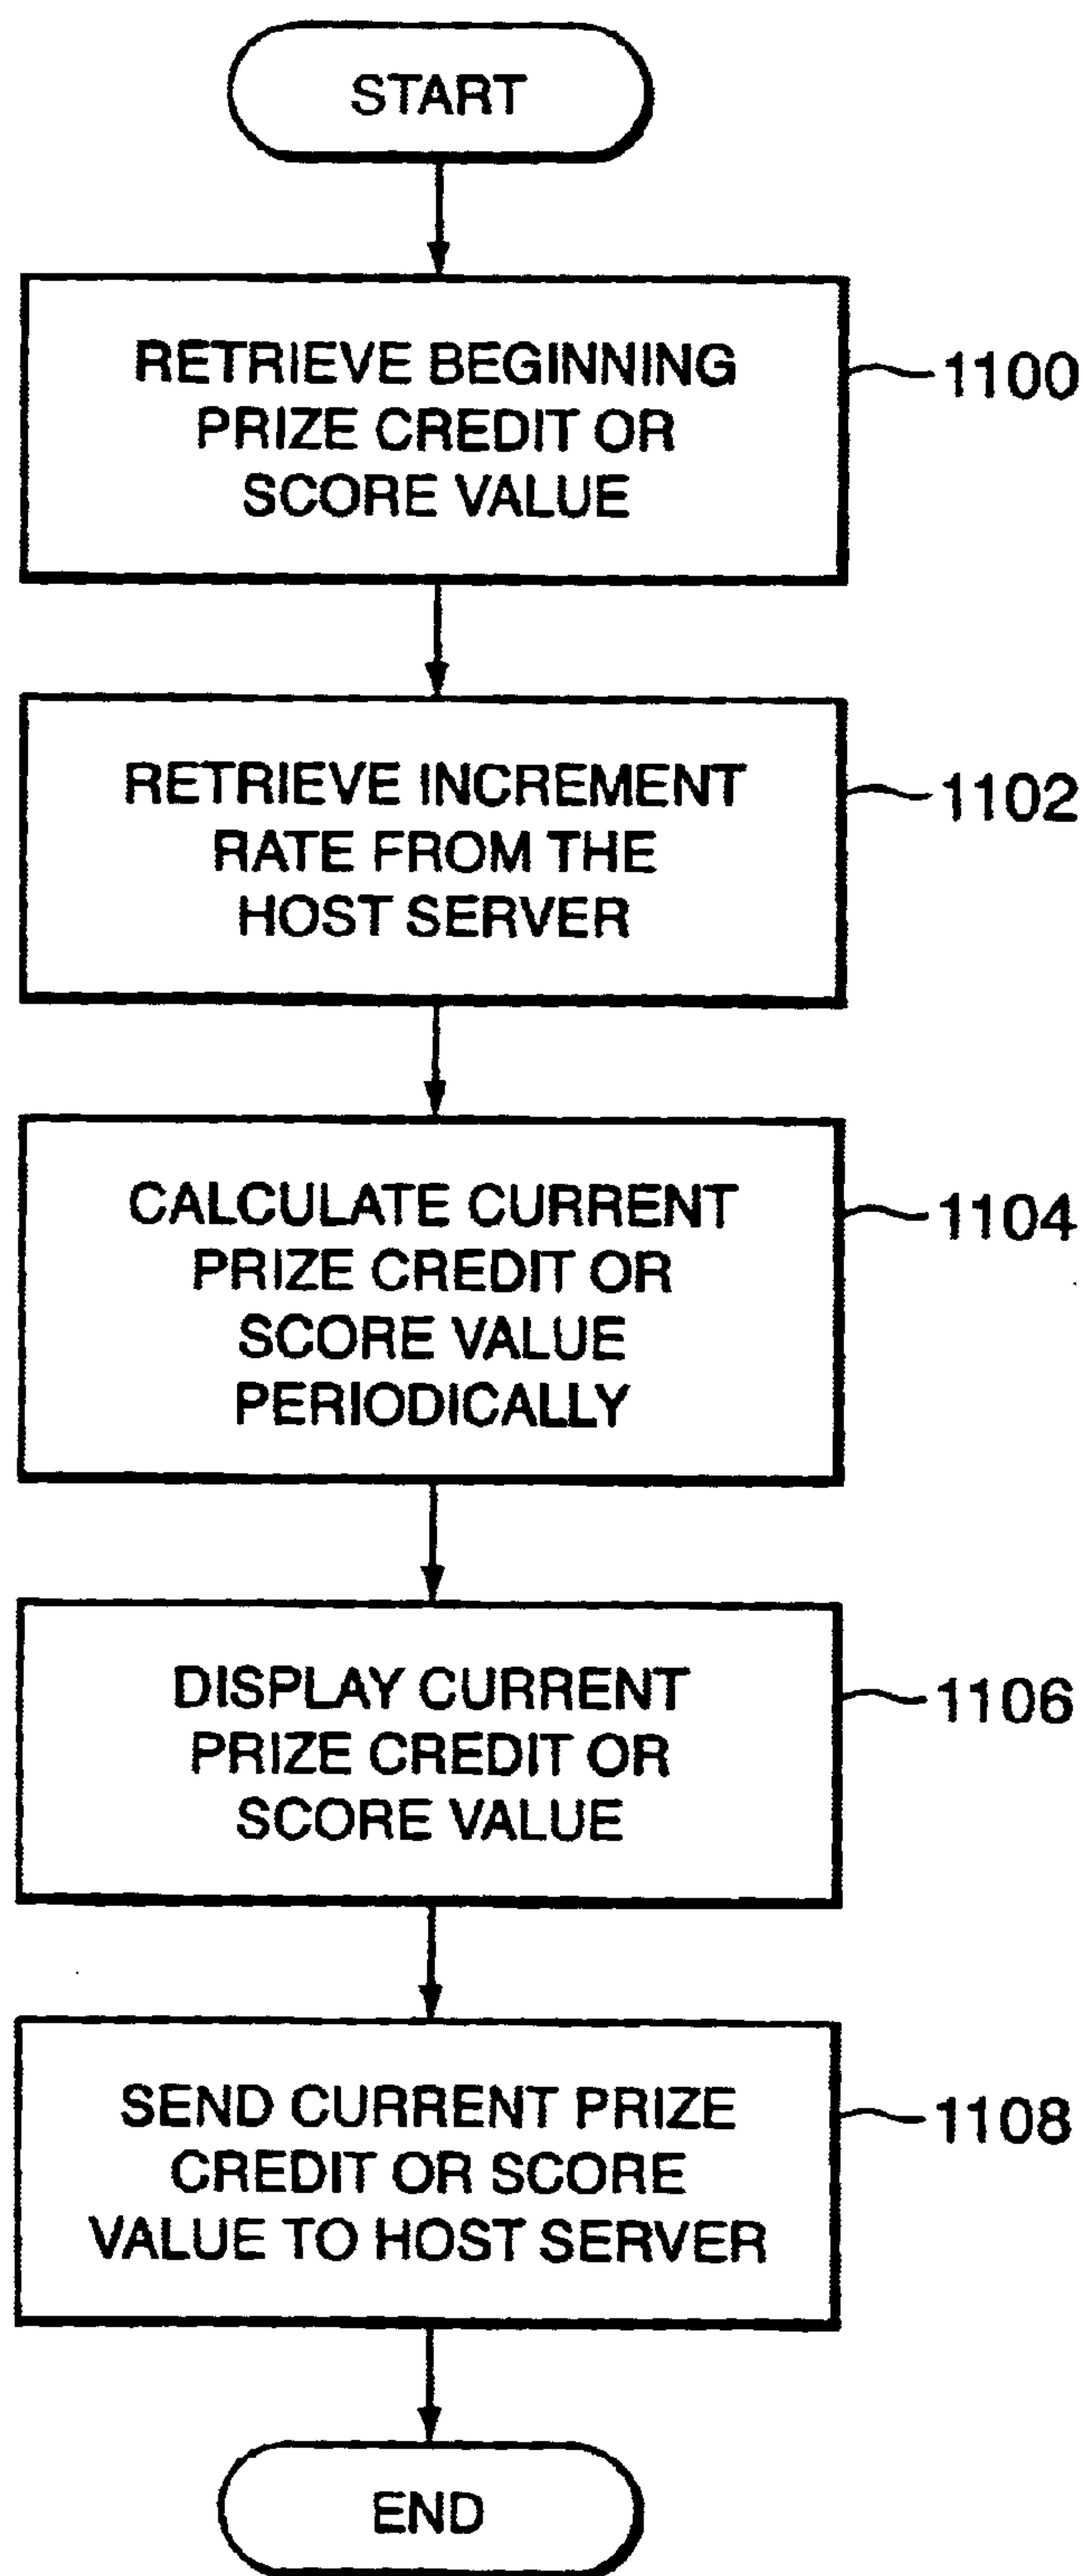 START
RETRIEVE BEGINNING
PRIZE CREDIT OR
SCORE VALUE
1100
RETRIEVE INCREMENT
RATE FROM THE
HOST SERVER
1102
CALCULATE CURRENT
PRIZE CREDIT OR
SCORE VALUE
PERIODICALLY
1104
DISPLAY CURRENT
PRIZE CREDIT OR
SCORE VALUE
1106
SEND CURRENT PRIZE
CREDIT OR SCORE
VALUE TO HOST SERVER
1108
END